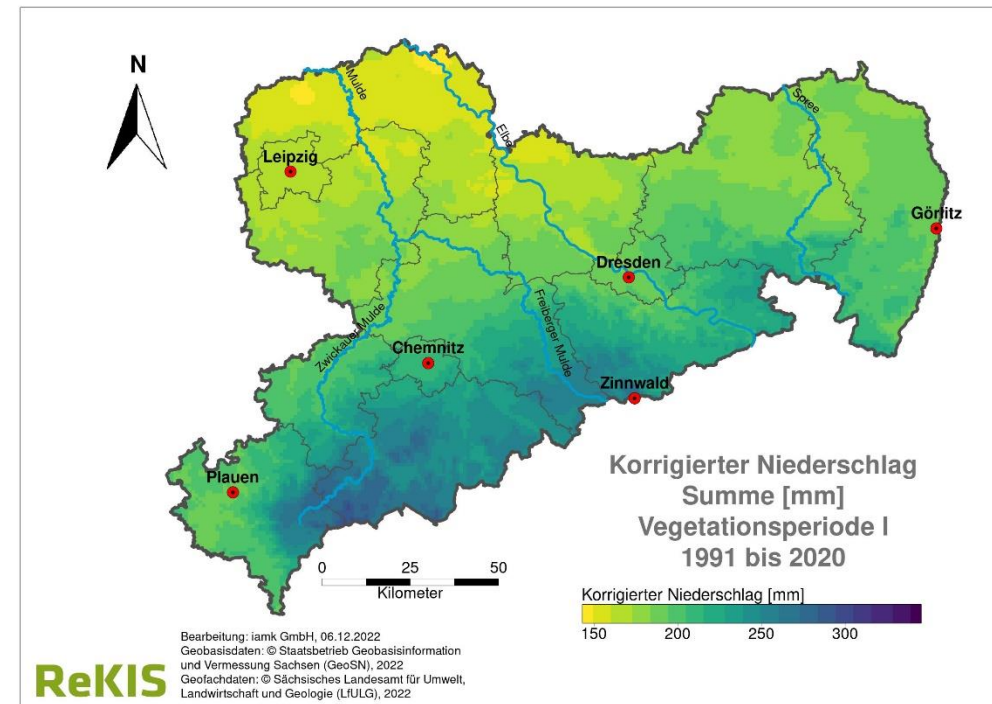 N
Mulde
Elbe
Spree
Leipzig
Görlitz
Dresden
Freiberger Mulde
Zwickauer Mulde
Chemnitz
Zinnwald
Plauen
Korrigierter Niederschlag
Summe [mm]
Vegetationsperiode I
1991 bis 2020
0 25 50
Kilometer
Korrigierter Niederschlag [mm]
150 200 250 300
Bearbeitung: iamk GmbH, 06.12.2022
Geobasisdaten: © Staatsbetrieb Geobasisinformation
und Vermessung Sachsen (GeoSN), 2022
Geofachdaten: © Sächsisches Landesamt für Umwelt,
Landwirtschaft und Geologie (LfULG), 2022
ReKIS